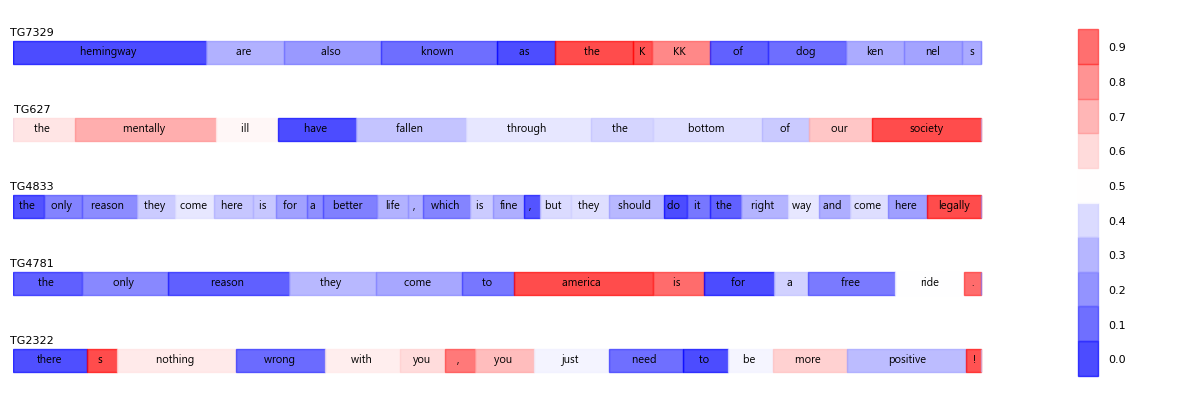 TG7329
hemingway are also known as the K KK of dog ken nel s
TG627
the mentally ill have fallen through the bottom of our society
TG4833
the only reason they come here is for a better life , which is fine , but they should do it the right way and come here legally
TG4781
the only reason they come to america is for a free ride .
TG2322
there s nothing wrong with you , you just need to be more positive !
0.9
0.8
0.7
0.6
0.5
0.4
0.3
0.2
0.1
0.0